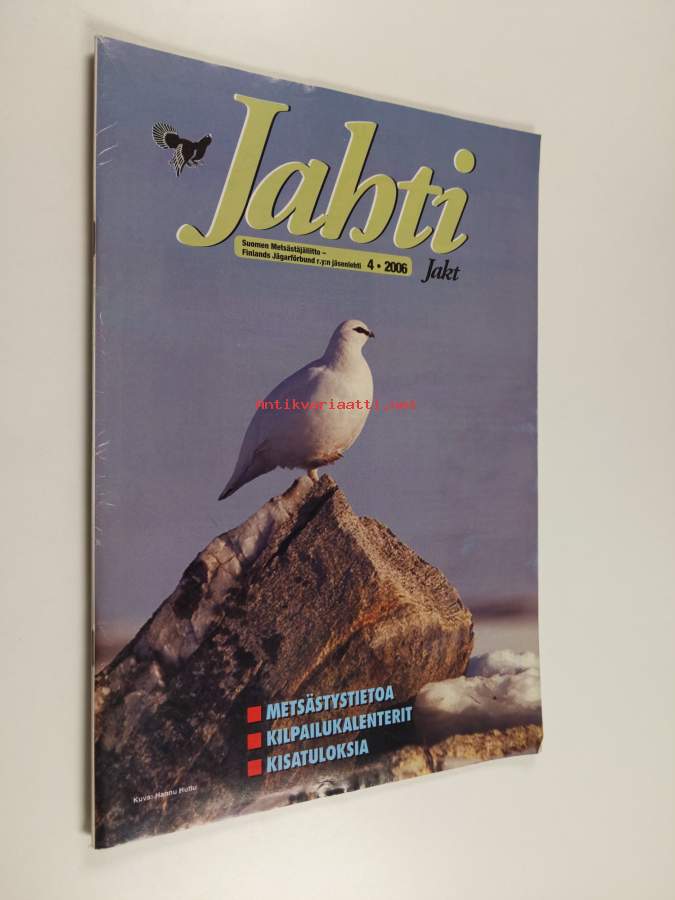 Jahti
Suomen Metsästäjäliitto –
Finlands Jägarförbund r.y:n jäsenlehti 4 • 2006
Jakt
Antikvariaatti.net
METSÄSTYSTIETOA
KILPAILUKALENTERIT
KISATULOKSIA
Kuva: Hannu Huttu